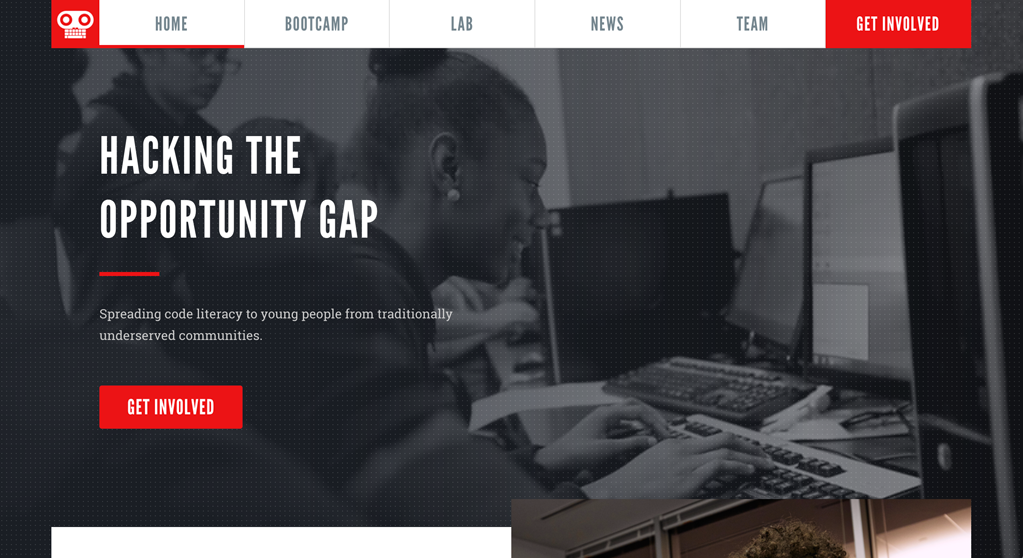 HOME
BOOTCAMP
LAB
NEWS
TEAM
GET INVOLVED
HACKING THE
OPPORTUNITY GAP
Spreading code literacy to young people from traditionally
underserved communities.
GET INVOLVED